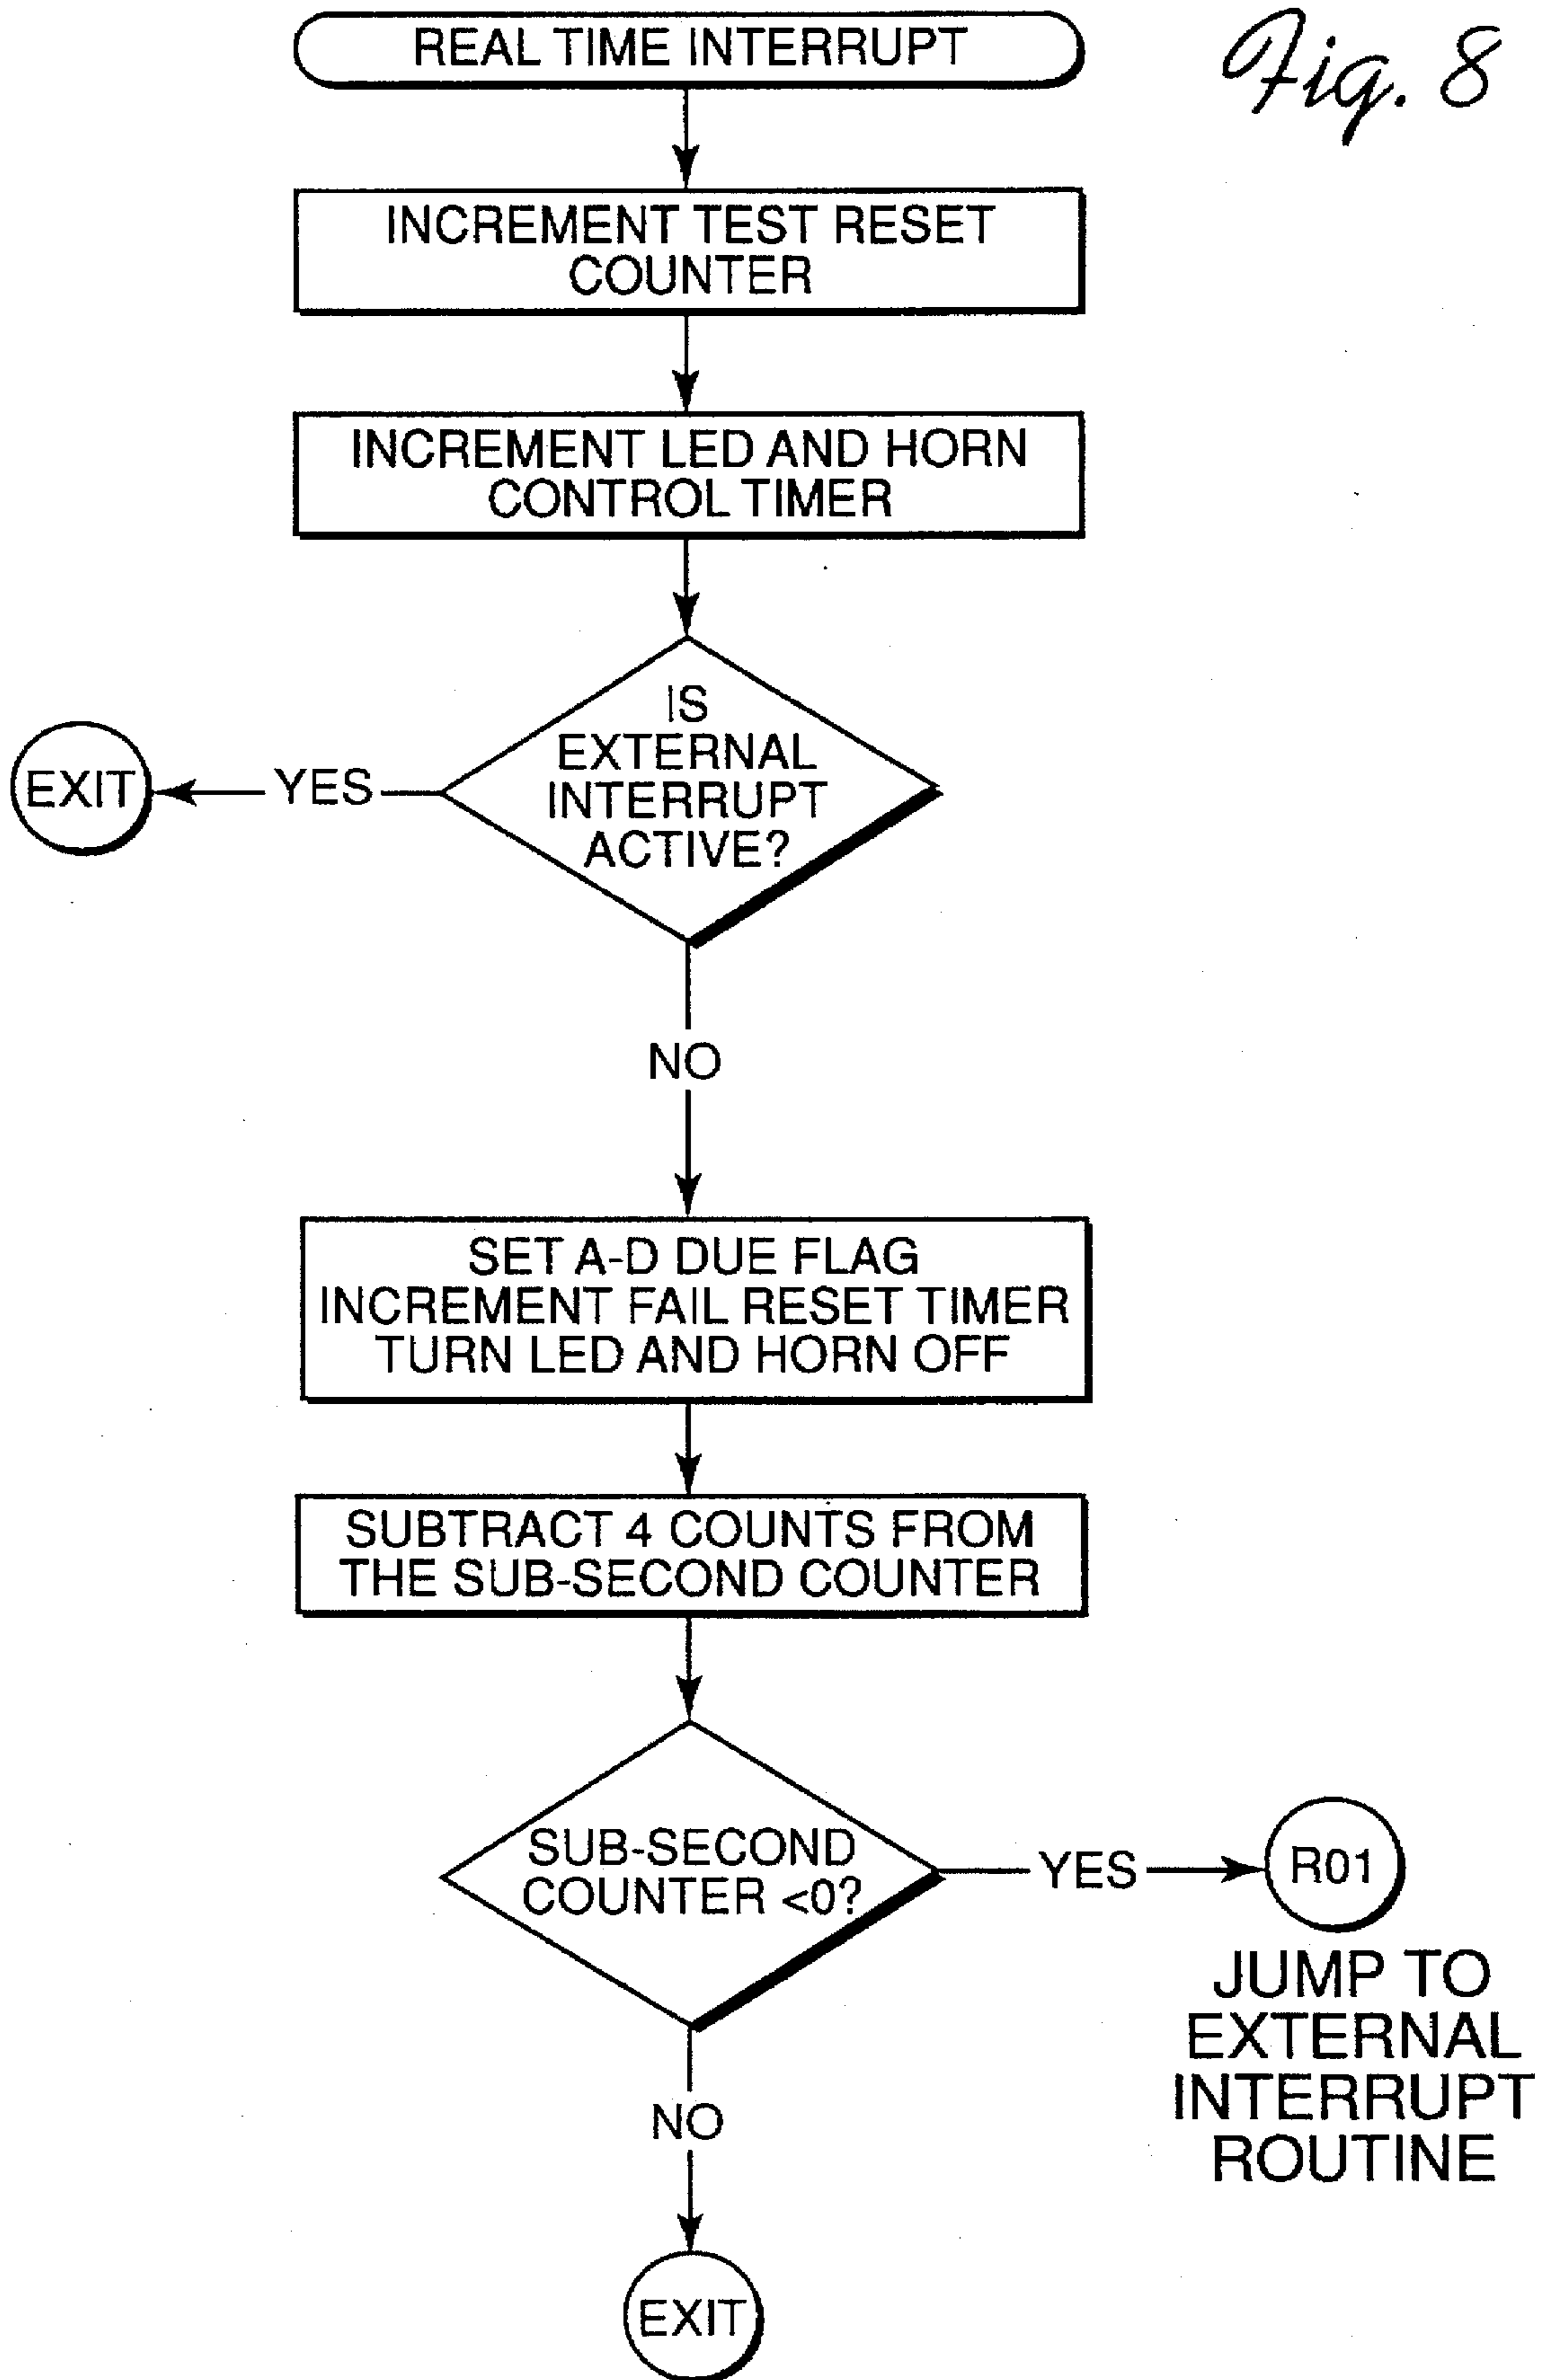 REAL TIME INTERRUPT
Fig. 8
INCREMENT TEST RESET
COUNTER
INCREMENT LED AND HORN
CONTROL TIMER
IS
EXTERNAL
INTERRUPT
ACTIVE?
YES
EXIT
NO
SET A-D DUE FLAG
INCREMENT FAIL RESET TIMER
TURN LED AND HORN OFF
SUBTRACT 4 COUNTS FROM
THE SUB-SECOND COUNTER
SUB-SECOND
COUNTER <0?
YES
R01
JUMP TO
EXTERNAL
INTERRUPT
ROUTINE
NO
EXIT